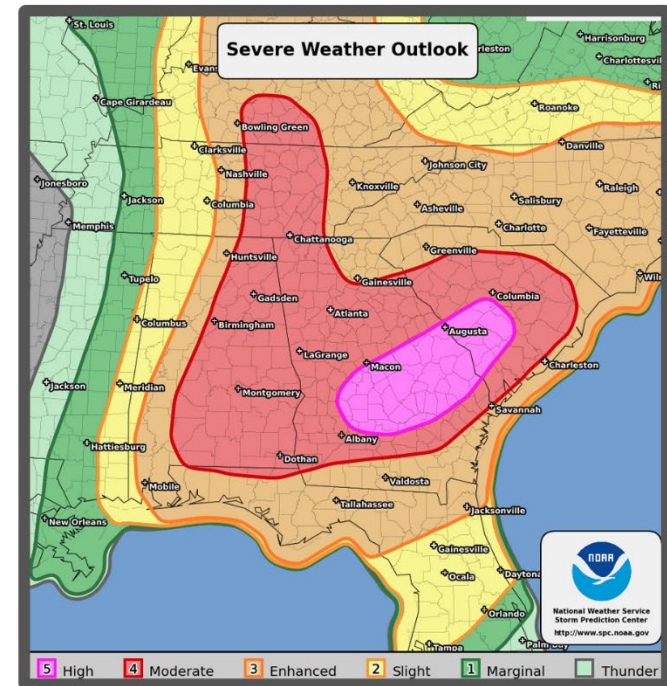 St. Louis
Severe Weather Outlook
Harrisonburg
Cape Girardeau
Roanoke
Bowling Green
Clarksville
Danville
Johnson City
Nashville
Jonesboro
Knoxville
Raleigh
Jackson
Columbia
Salisbury
Asheville
Memphis
Charlotte
Fayetteville
Chattanooga
Greenville
Huntsville
Tupelo
Gainesville
Gadsden
Columbia
Atlanta
Columbus
Birmingham
Augusta
LaGrange
Macon
Charleston
Jackson
Meridian
Montgomery
Savannah
Albany
Hattiesburg
Dothan
Valdosta
Mobile
Tallahassee
Jacksonville
New Orleans
Gainesville
Ocala
Orlando
Tampa
NOAA
National Weather Service
Storm Prediction Center
http://www.spc.noaa.gov
5 High 4 Moderate 3 Enhanced 2 Slight 1 Marginal Thunder